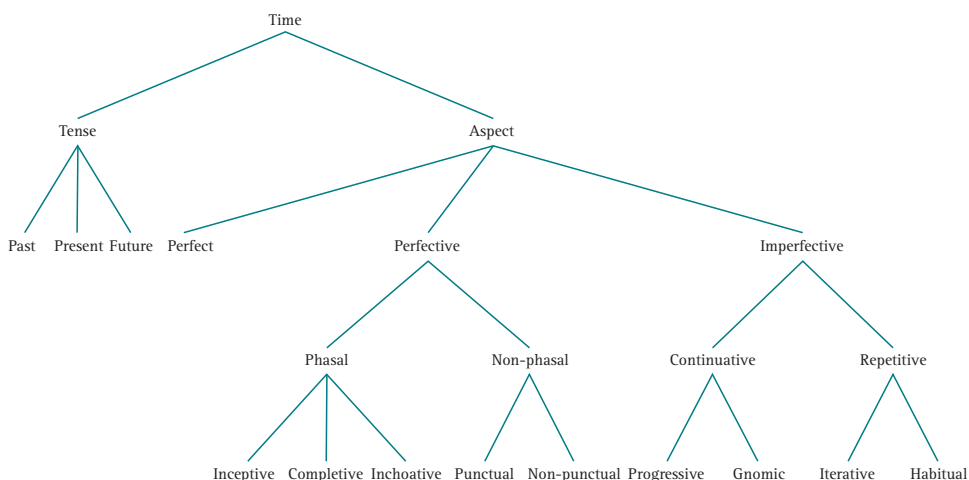 Time
Tense Aspect
Past Present Future Perfect Perfective Imperfective
Phasal Non-phasal Continuative Repetitive
Inceptive Completive Inchoative Punctual Non-punctual Progressive Gnomic Iterative Habitual